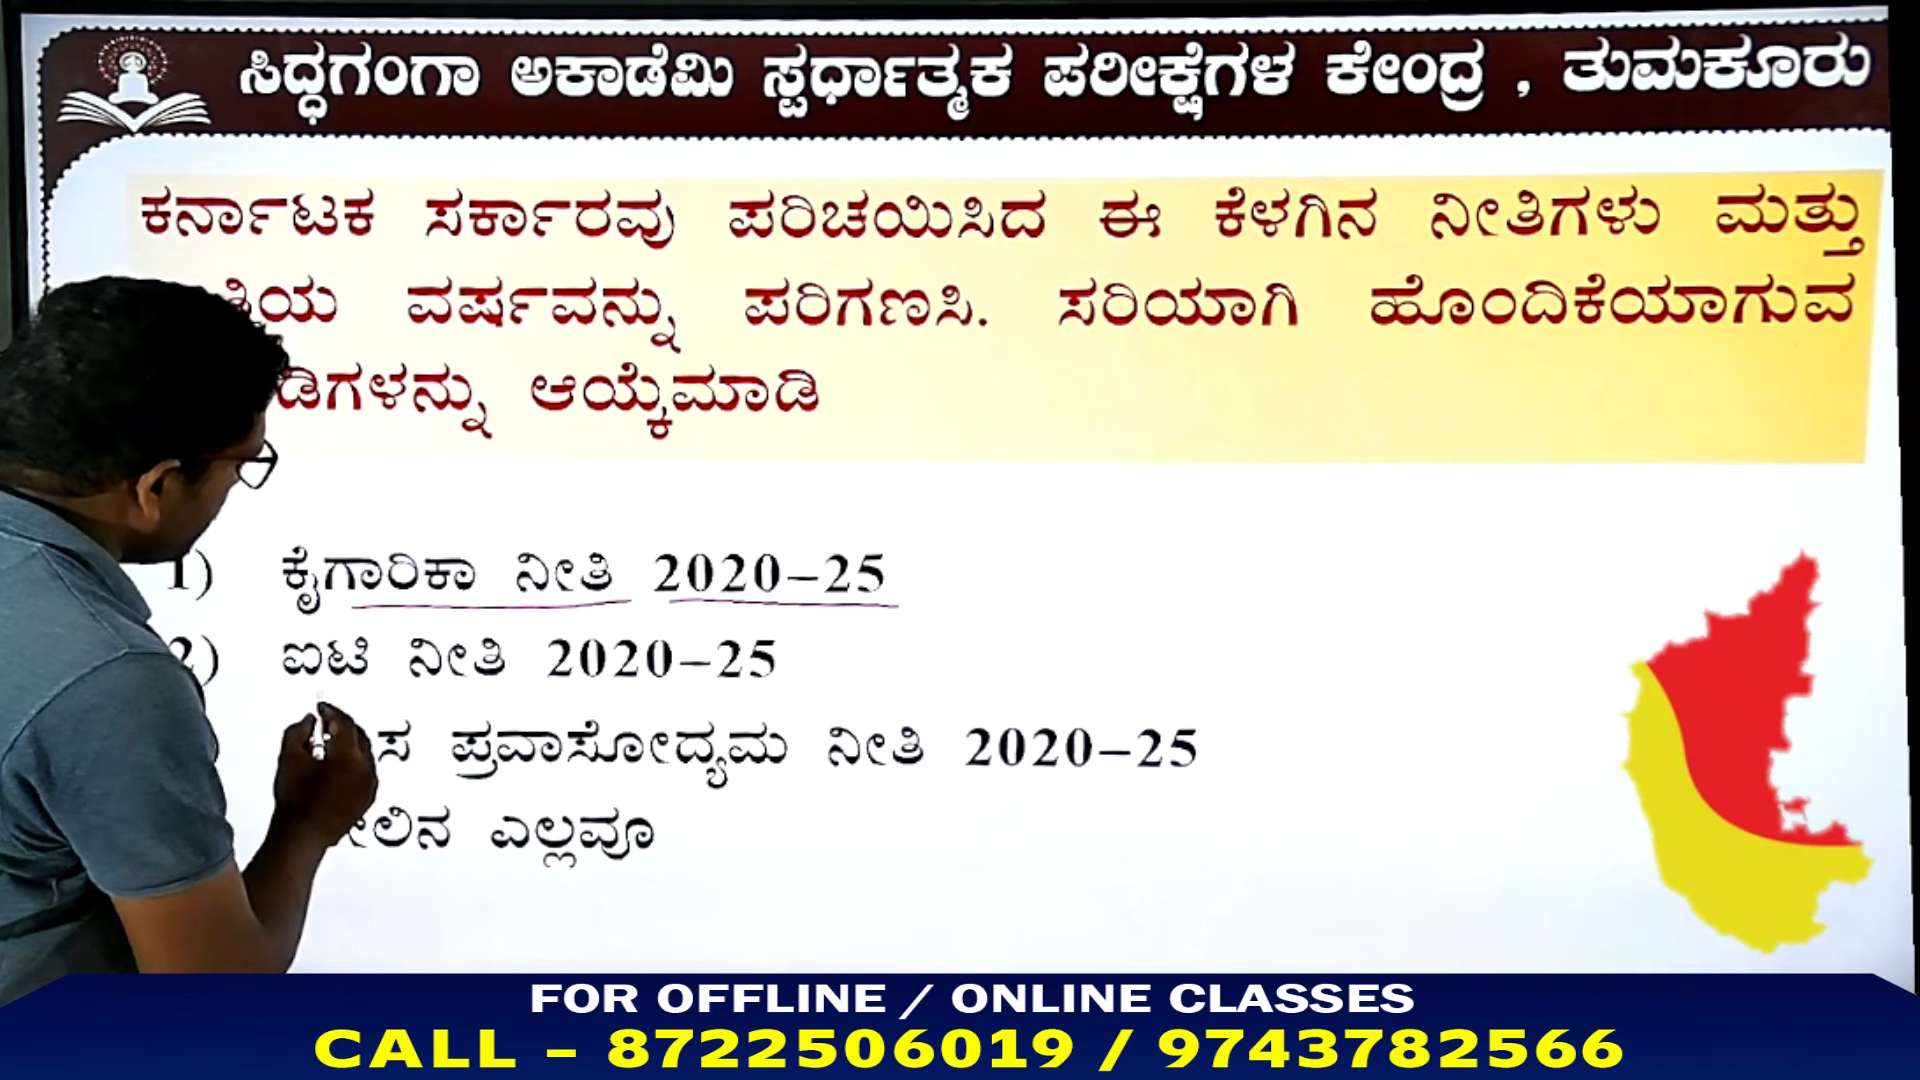 ಸಿದ್ಧಗಂಗಾ ಅಕಾಡೆಮಿ ಸ್ಪರ್ಧಾತ್ಮಕ ಪರೀಕ್ಷೆಗಳ ಕೇಂದ್ರ , ತುಮಕೂರು
ಕರ್ನಾಟಕ ಸರ್ಕಾರವು ಪರಿಚಯಿಸಿದ ಈ ಕೆಳಗಿನ ನೀತಿಗಳು ಮತ್ತು
ವರ್ಷವನ್ನು ಪರಿಗಣಸಿ. ಸರಿಯಾಗಿ ಹೊಂದಿಕೆಯಾಗುವ
ಆಯ್ಕೆಮಾಡಿ
1) ಕೈಗಾರಿಕಾ ನೀತಿ 2020-25
2) ಐಟಿ ನೀತಿ 2020-25
ಪ್ರವಾಸೋದ್ಯಮ ನೀತಿ 2020-25
ಎಲ್ಲವೂ
FOR OFFLINE / ONLINE CLASSES
CALL - 8722506019 / 9743782566